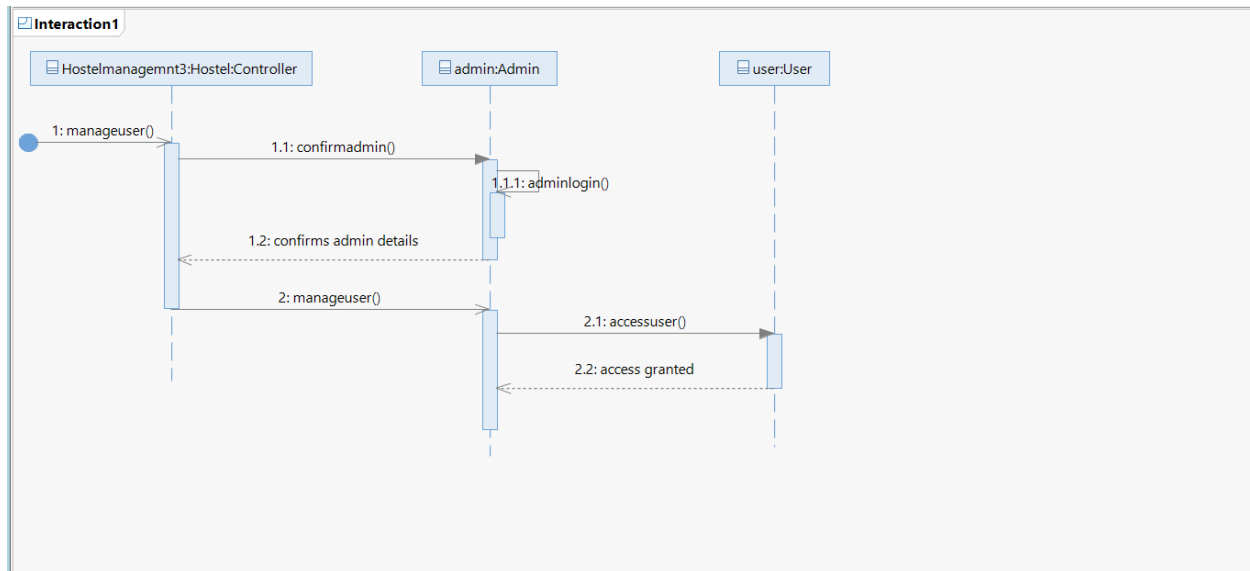 Interaction1
Hostelmanagemnt3:Hostel:Controller
admin:Admin
user:User
1: manageuser()
1.1: confirmadmin()
1.1.1: adminlogin()
1.2: confirms admin details
2: manageuser()
2.1: accessuser()
2.2: access granted